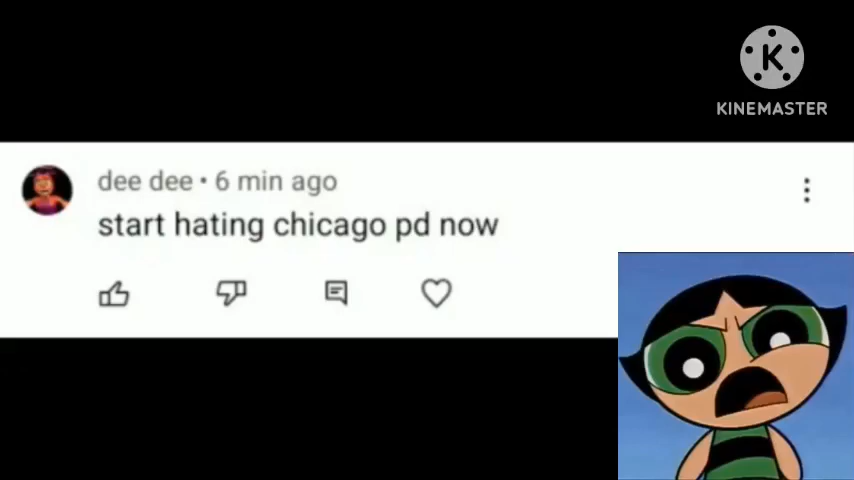 K
KINEMASTER
dee dee • 6 min ago
start hating chicago pd now